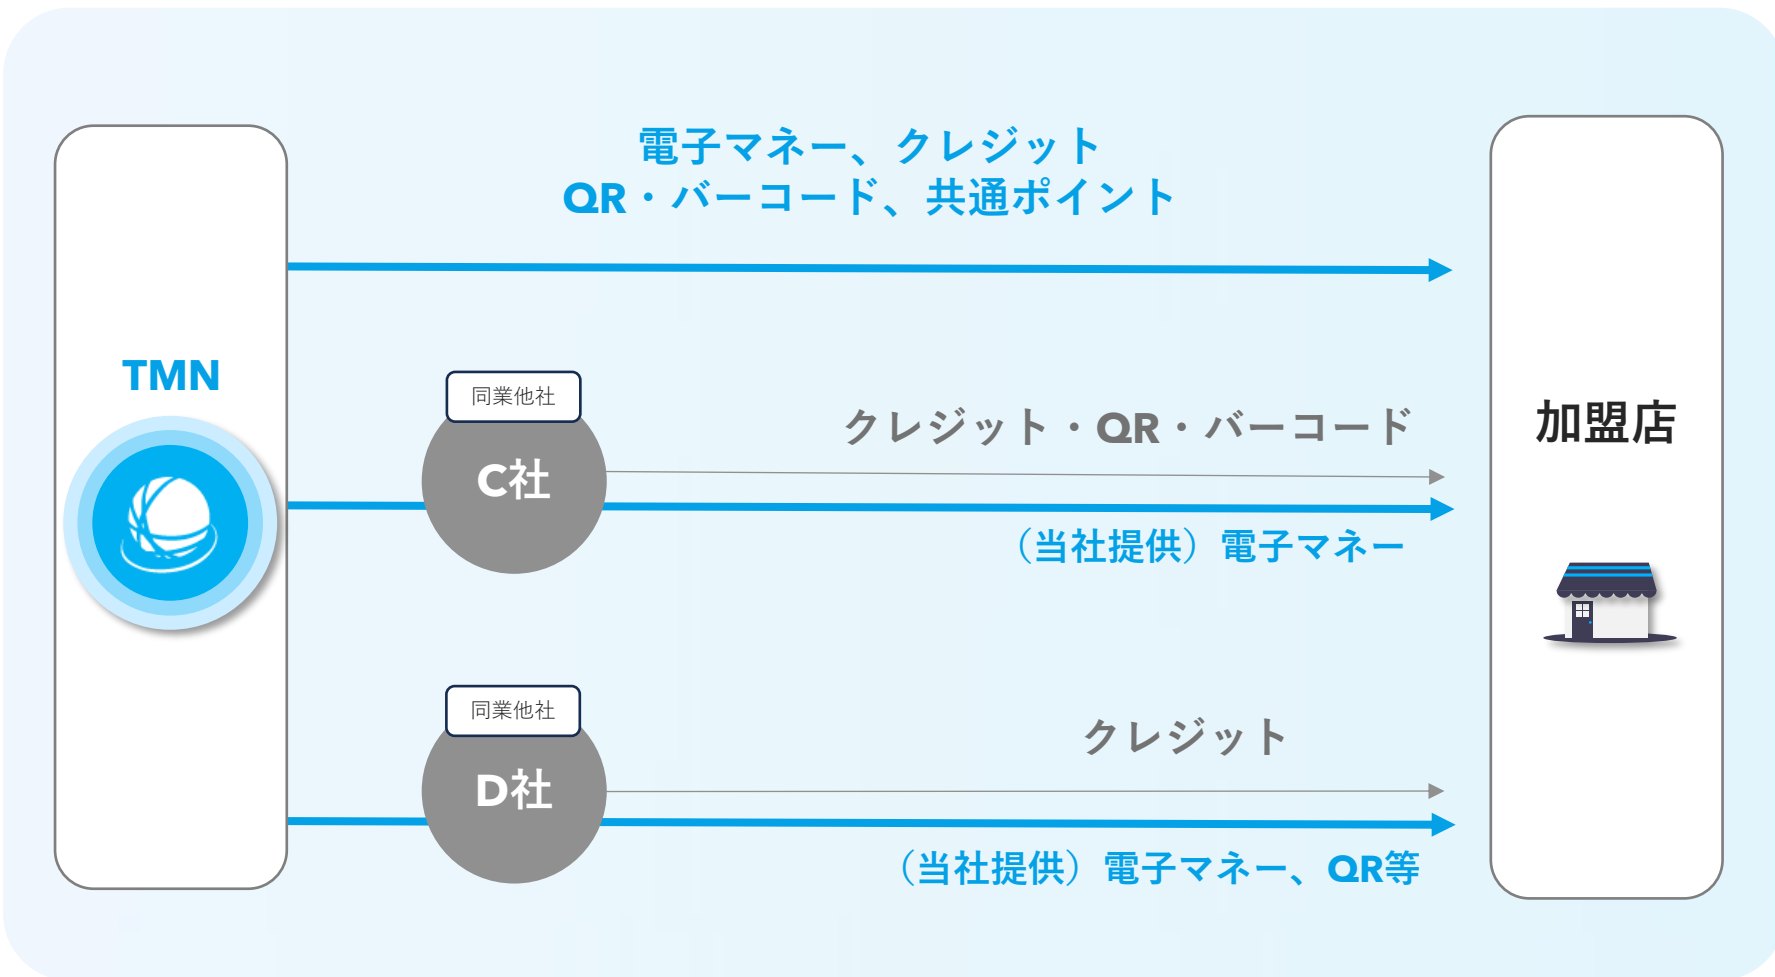 電子マネー、クレジット
QR・バーコード、共通ポイント
TMN
同業他社
C社
クレジット・QR・バーコード
（当社提供）電子マネー
加盟店
同業他社
D社
クレジット
（当社提供）電子マネー、QR等